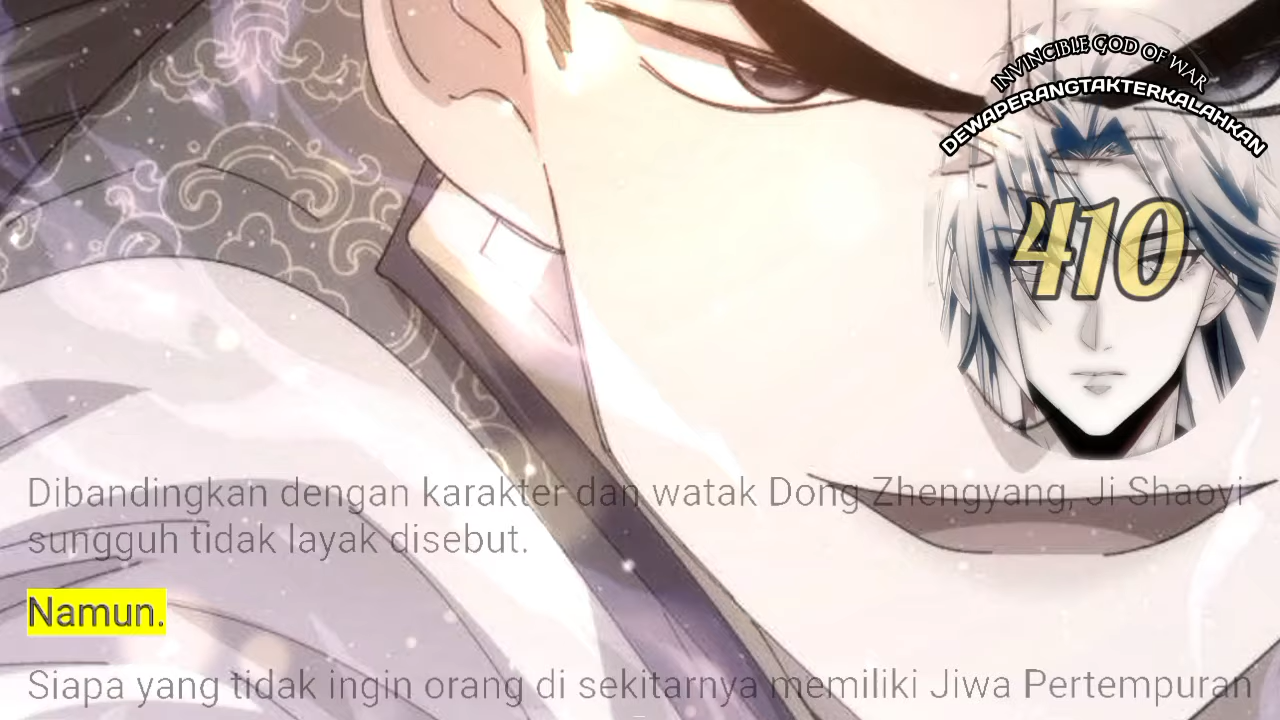 INVINCIBLE GOD OF WAR
DEWAPERANGTAKTERKALAHKAN
410
Dibandingkan dengan karakter dan watak Dong Zhengyang, Ji Shaoyi
sungguh tidak layak disebut.
Namun.
Siapa yang tidak ingin orang di sekitarnya memiliki Jiwa Pertempuran